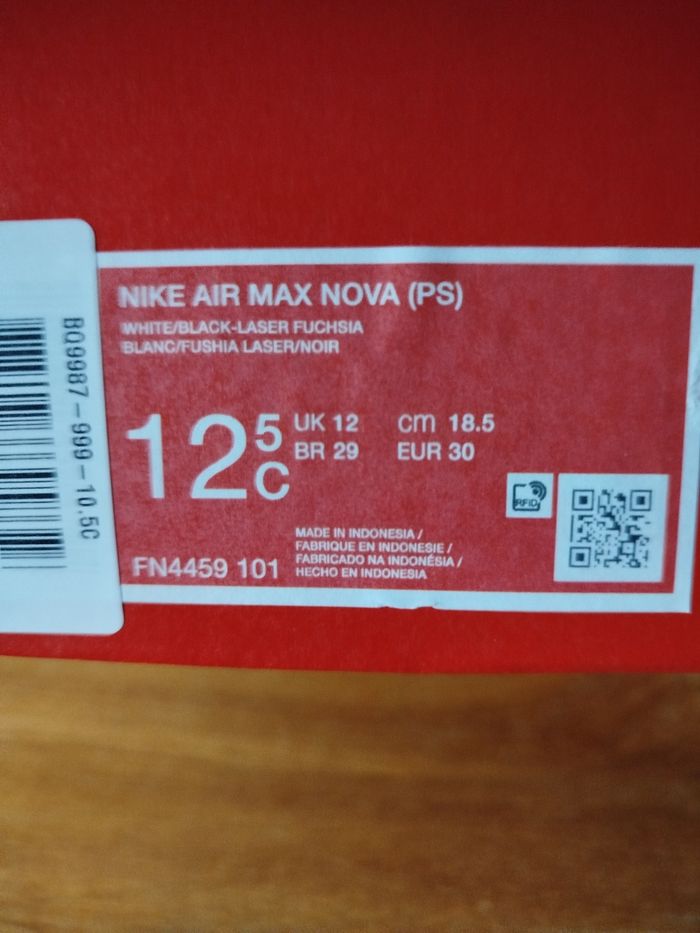 BQ9987-999-10.5C
NIKE AIR MAX NOVA (PS)
WHITE/BLACK-LASER FUCHSIA
BLANC/FUSHIA LASER/NOIR
12 5 C
UK 12 cm 18.5
BR 29 EUR 30
RFID
MADE IN INDONESIA /
FABRIQUE EN INDONESIE /
FABRICADO NA INDONÉSIA /
HECHO EN INDONESIA
FN4459 101